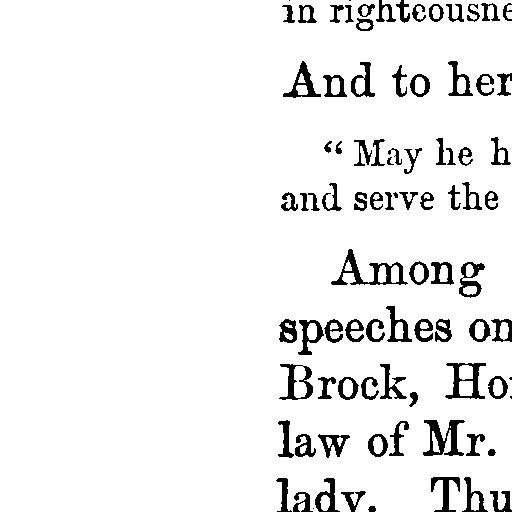 in righteousne
And to her
“ May he h
and serve the
Among
speeches on
Brock, Ho
law of Mr.
lady. Thu